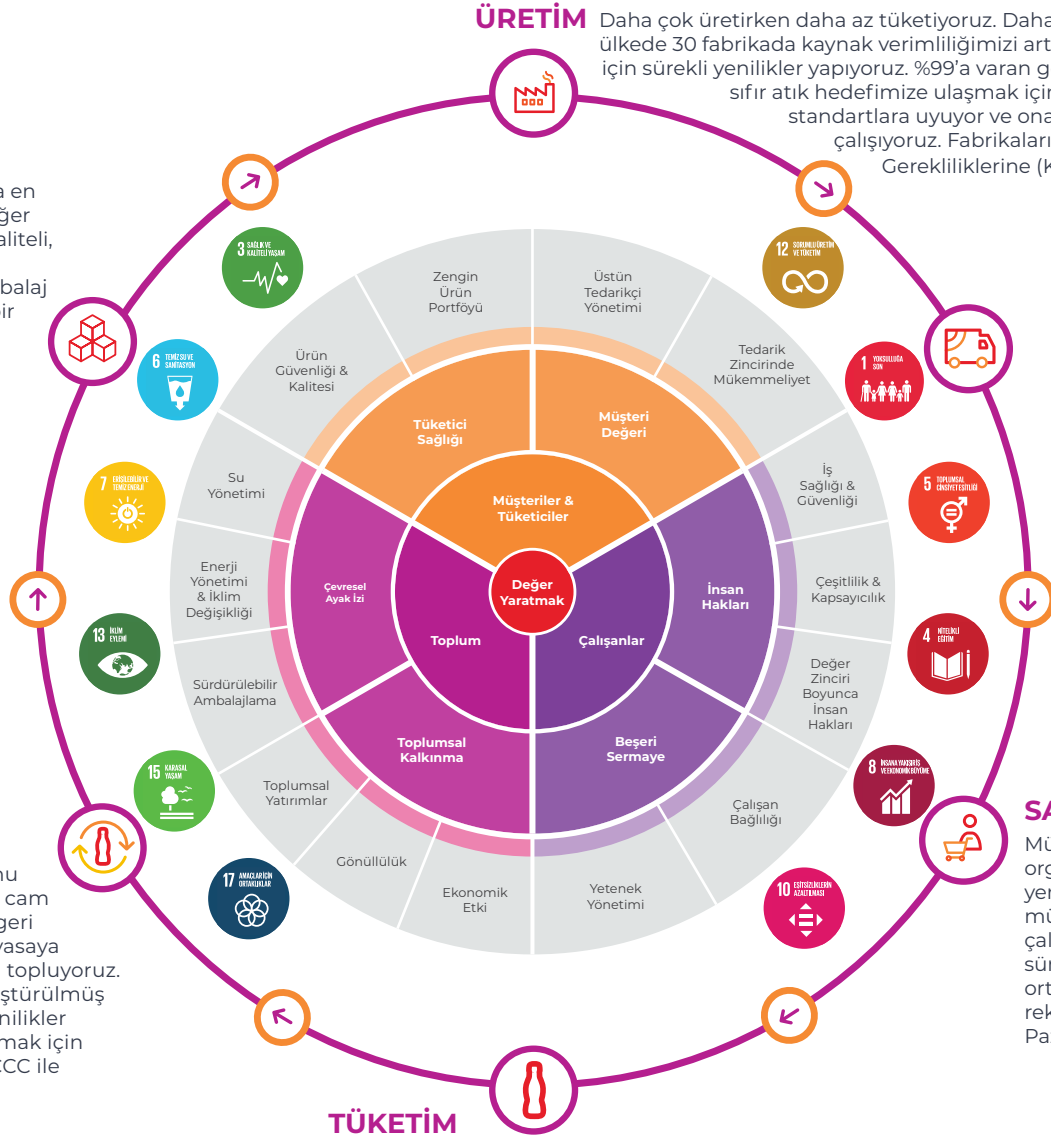 ÜRETİM
Daha çok üretirken daha az tüketiyoruz. Daha
ülkede 30 fabrikada kaynak verimliliğimizi art
için sürekli yenilikler yapıyoruz. %99’a varan g
sıfır atık hedefimize ulaşmak için
standartlara uyuyor ve ona
çalışıyoruz. Fabrikaları
Gerekliliklerine (K
a en
ğer
aliteli,
balaj
bir
3 SAĞLIK VE
KALİTELİ YAŞAM
12 SORUMLU ÜRETİM
VE TÜKETİM
Zengin
Ürün
Portföyü
Üstün
Tedarikçi
Yönetimi
Ürün
Güvenliği &
Kalitesi
Tedarik
Zincirinde
Mükemmeliyet
6 TEMİZ SU VE
SANİTASYON
1 YOKSULLUĞA
SON
Tüketici
Sağlığı
Müşteri
Değeri
Su
Yönetimi
İş
Sağlığı &
Güvenliği
7 ERİŞİLEBİLİR VE
TEMİZ ENERJİ
5 TOPLUMSAL
CİNSİYET EŞİTLİĞİ
Müşteriler &
Tüketiciler
Enerji
Yönetimi
& İklim
Değişikliği
Çevresel
Ayak İzi
Değer
Yaratmak
İnsan
Hakları
Çeşitlilik &
Kapsayıcılık
13 İKLİM
EYLEMİ
Toplum
Çalışanlar
4 NİTELİKLİ
EĞİTİM
Sürdürülebilir
Ambalajlama
Değer
Zinciri
Boyunca
İnsan
Hakları
15 KARASAL
YAŞAM
Toplumsal
Kalkınma
Beşeri
Sermaye
8 İNSANA YAKIŞIR İŞ
VE EKONOMİK BÜYÜME
Toplumsal
Yatırımlar
Çalışan
Bağlılığı
Gönüllülük
Ekonomik
Etki
Yetenek
Yönetimi
17 AMAÇLAR İÇİN
ORTAKLIKLAR
10 EŞİTSİZLİKLERİN
AZALTILMASI
SA
Mü
org
yen
mü
çal
sür
ort
rek
Pa
nu
cam
geri
yasaya
topluyoruz.
ştürülmüş
nilikler
mak için
CCC ile
TÜKETİM